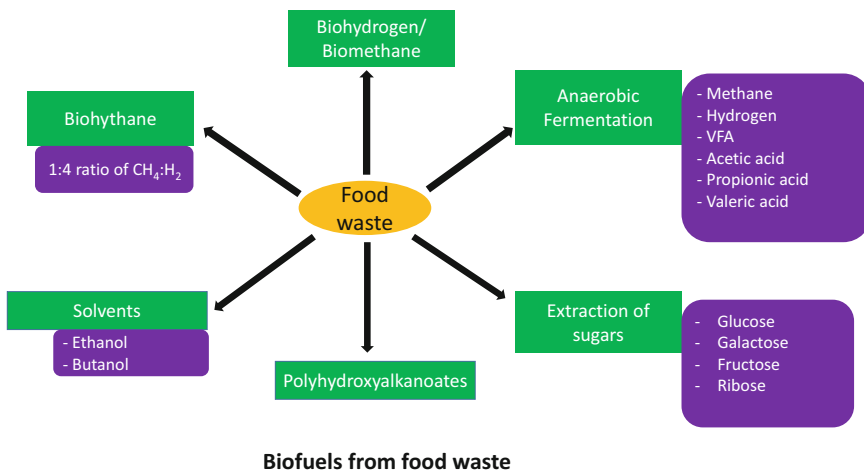 Biohydrogen/
Biomethane
Biohythane
1:4 ratio of CH₄:H₂
Anaerobic
Fermentation
- Methane
- Hydrogen
- VFA
- Acetic acid
- Propionic acid
- Valeric acid
Food
waste
Solvents
- Ethanol
- Butanol
Polyhydroxyalkanoates
Extraction of
sugars
- Glucose
- Galactose
- Fructose
- Ribose
Biofuels from food waste